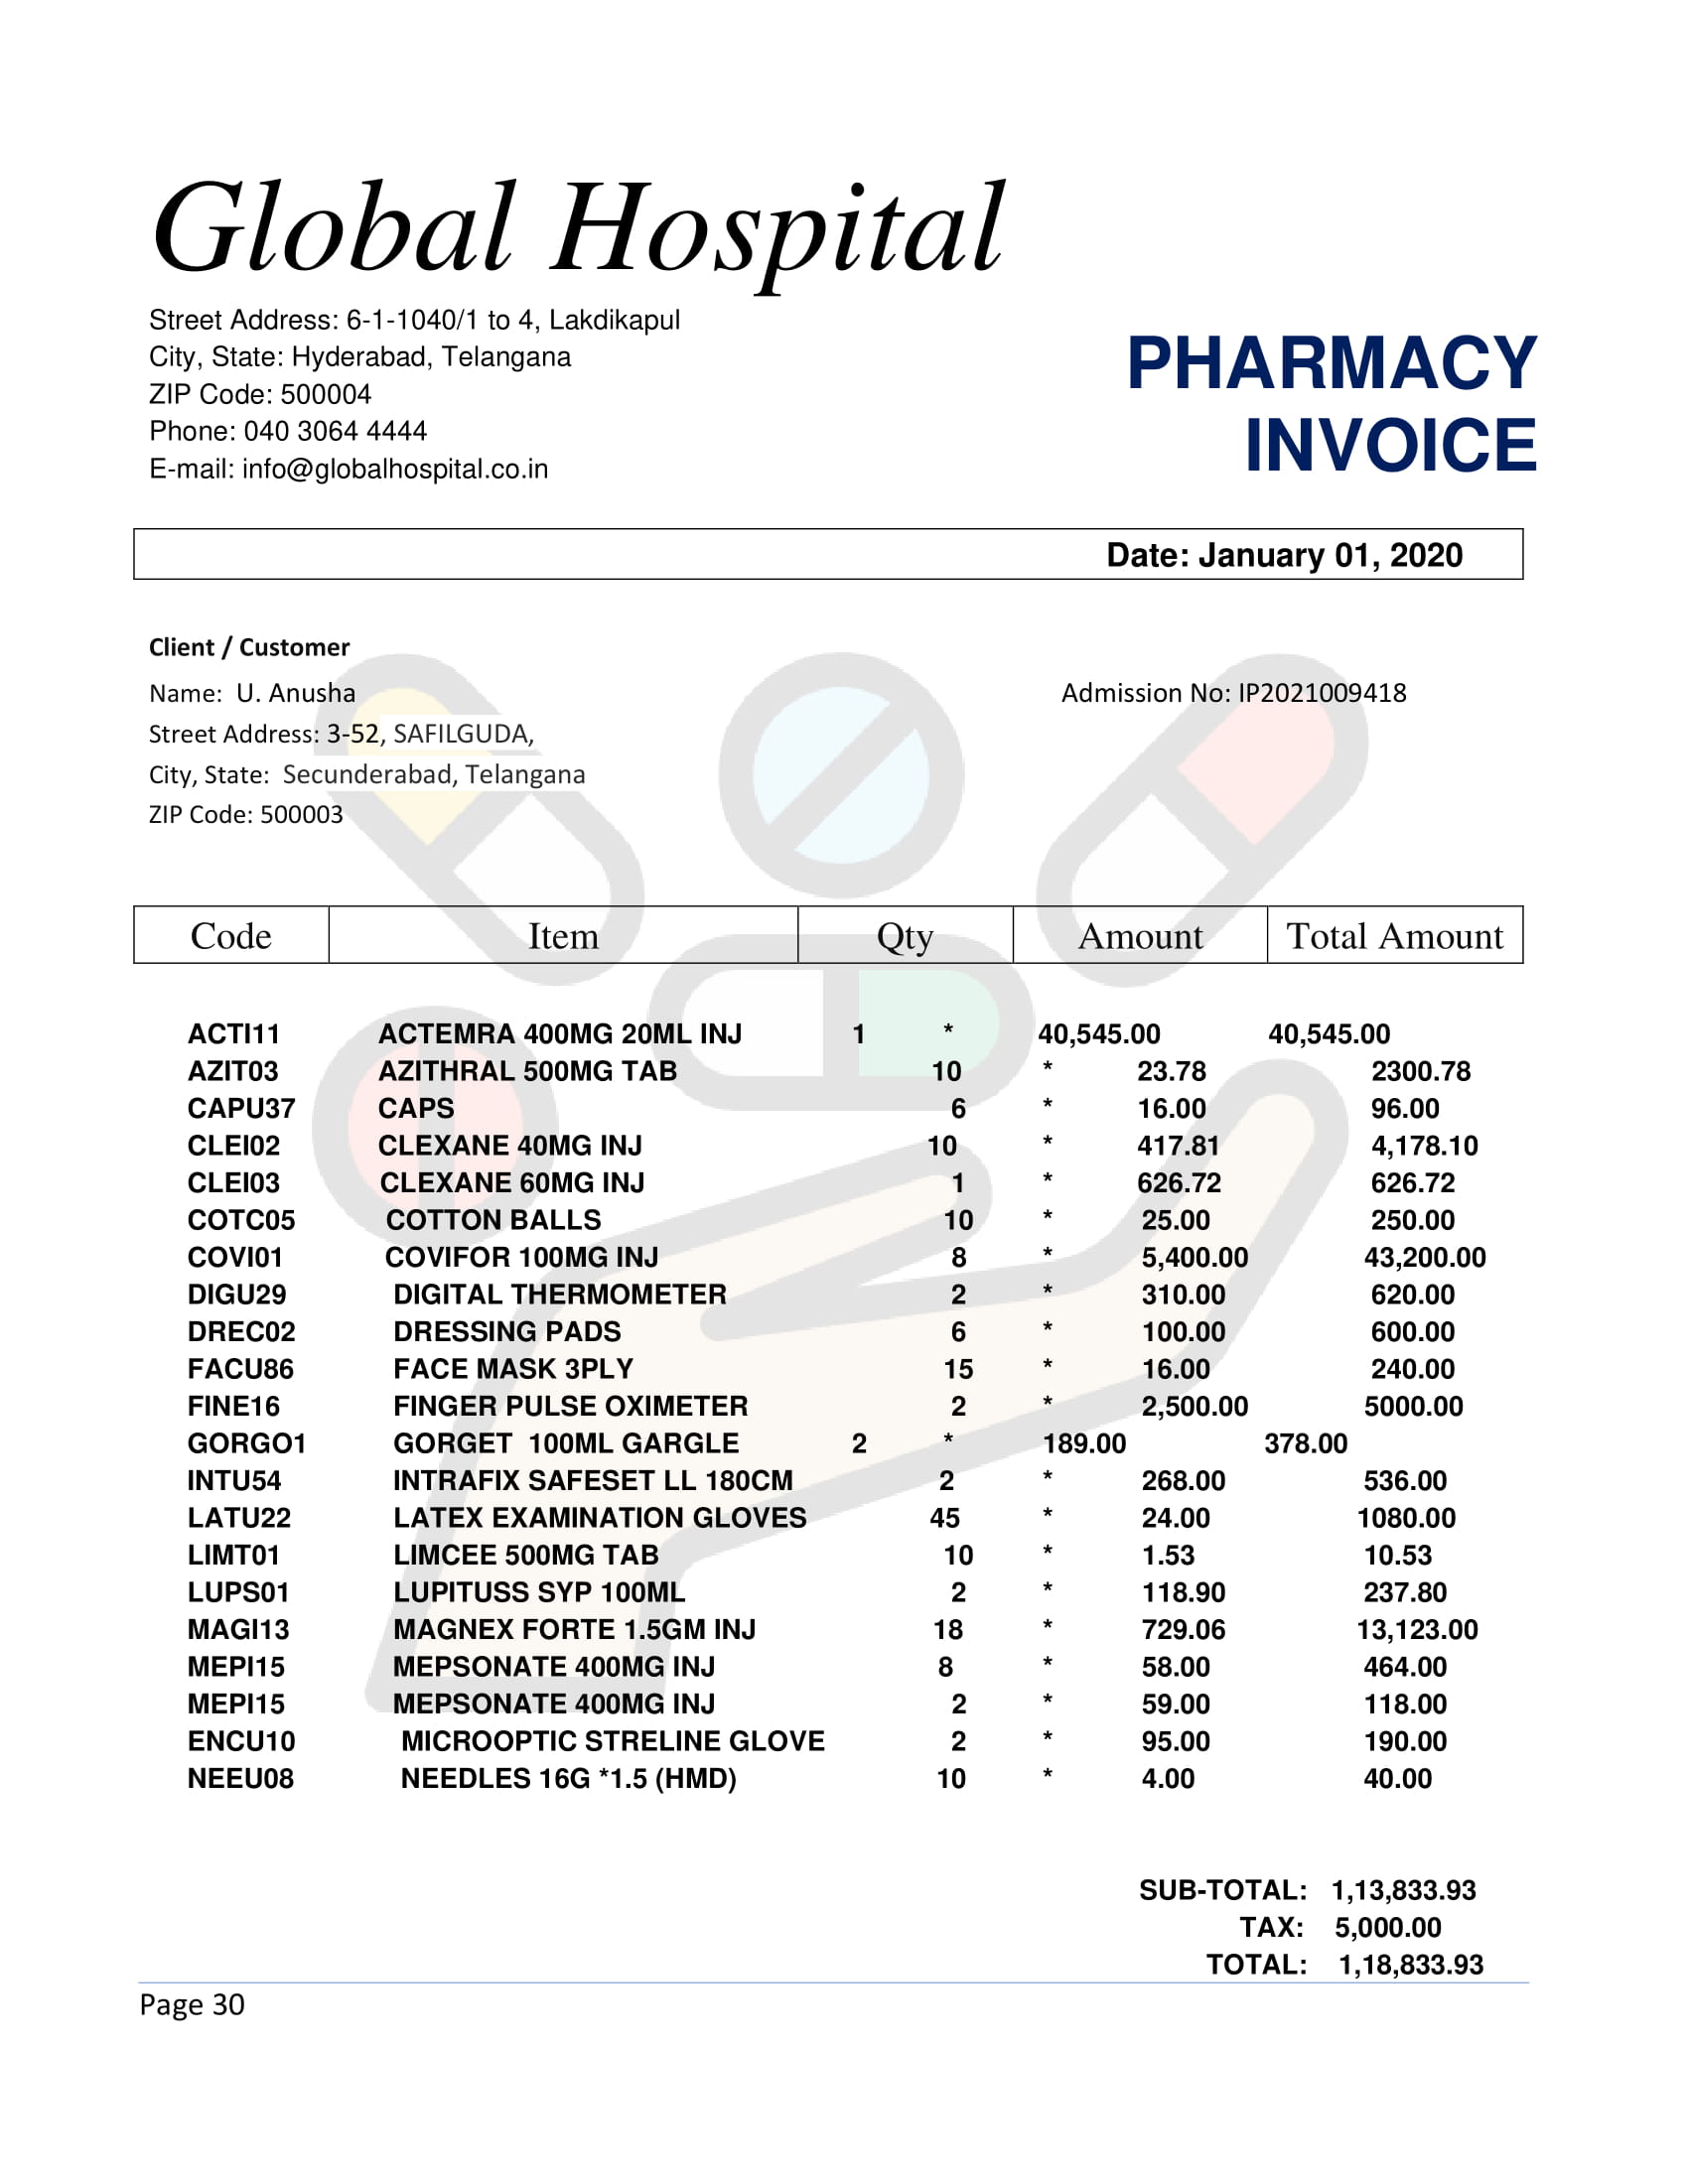 Global Hospital
Street Address: 6-1-1040/1 to 4, Lakdikapul
City, State: Hyderabad, Telangana
ZIP Code: 500004
Phone: 040 3064 4444
E-mail: info@globalhospital.co.in
PHARMACY
INVOICE
Date: January 01, 2020
Client / Customer
Name: U. Anusha Admission No: IP2021009418
Street Address: 3-52, SAFILGUDA,
City, State: Secunderabad, Telangana
ZIP Code: 500003
Code Item Qty Amount Total Amount
ACTI11 ACTEMRA 400MG 20ML INJ 1 * 40,545.00 40,545.00
AZIT03 AZITHRAL 500MG TAB 10 * 23.78 2300.78
CAPU37 CAPS 6 * 16.00 96.00
CLEI02 CLEXANE 40MG INJ 10 * 417.81 4,178.10
CLEI03 CLEXANE 60MG INJ 1 * 626.72 626.72
COTC05 COTTON BALLS 10 * 25.00 250.00
COVI01 COVIFOR 100MG INJ 8 * 5,400.00 43,200.00
DIGU29 DIGITAL THERMOMETER 2 * 310.00 620.00
DREC02 DRESSING PADS 6 * 100.00 600.00
FACU86 FACE MASK 3PLY 15 * 16.00 240.00
FINE16 FINGER PULSE OXIMETER 2 * 2,500.00 5000.00
GORGO1 GORGET 100ML GARGLE 2 * 189.00 378.00
INTU54 INTRAFIX SAFESET LL 180CM 2 * 268.00 536.00
LATU22 LATEX EXAMINATION GLOVES 45 * 24.00 1080.00
LIMT01 LIMCEE 500MG TAB 10 * 1.53 10.53
LUPS01 LUPITUSS SYP 100ML 2 * 118.90 237.80
MAGI13 MAGNEX FORTE 1.5GM INJ 18 * 729.06 13,123.00
MEPI15 MEPSONATE 400MG INJ 8 * 58.00 464.00
MEPI15 MEPSONATE 400MG INJ 2 * 59.00 118.00
ENCU10 MICROOPTIC STRELINE GLOVE 2 * 95.00 190.00
NEEU08 NEEDLES 16G *1.5 (HMD) 10 * 4.00 40.00
SUB-TOTAL: 1,13,833.93
TAX: 5,000.00
TOTAL: 1,18,833.93
Page 30